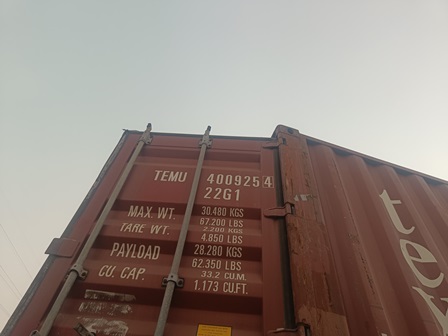 TEMU 400925 4
22G1
MAX. WT. 30.480 KGS
67.200 LBS
TARE WT. 2.200 KGS
4.850 LBS
PAYLOAD 28.280 KGS
62.350 LBS
CU. CAP. 33.2 CU.M.
1.173 CU.FT.
te